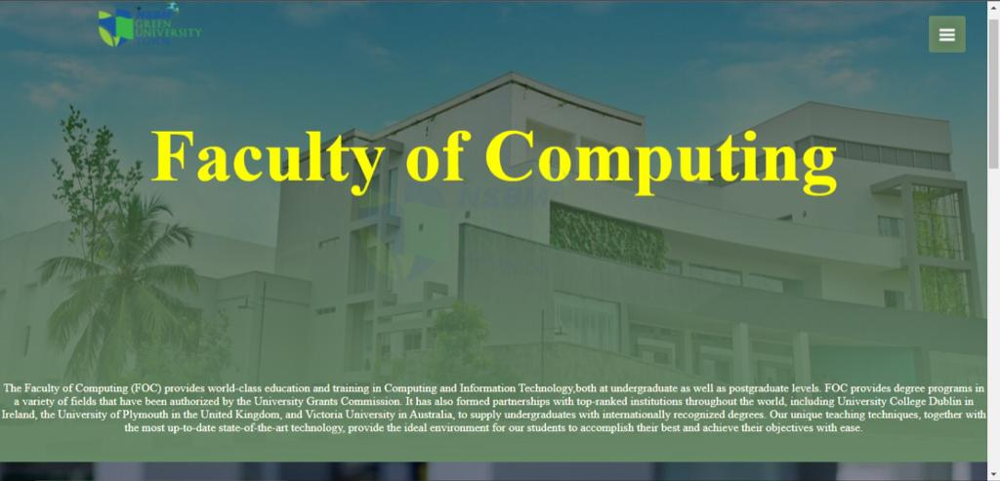 NSBM
GREEN
UNIVERSITY
TOWN
Faculty of Computing
NSBM
The Faculty of Computing (FOC) provides world-class education and training in Computing and Information Technology,both at undergraduate as well as postgraduate levels. FOC provides degree programs in
a variety of fields that have been authorized by the University Grants Commission. It has also formed partnerships with top-ranked institutions throughout the world, including University College Dublin in
Ireland, the University of Plymouth in the United Kingdom, and Victoria University in Australia, to supply undergraduates with internationally recognized degrees. Our unique teaching techniques, together with
the most up-to-date state-of-the-art technology, provide the ideal environment for our students to accomplish their best and achieve their objectives with ease.